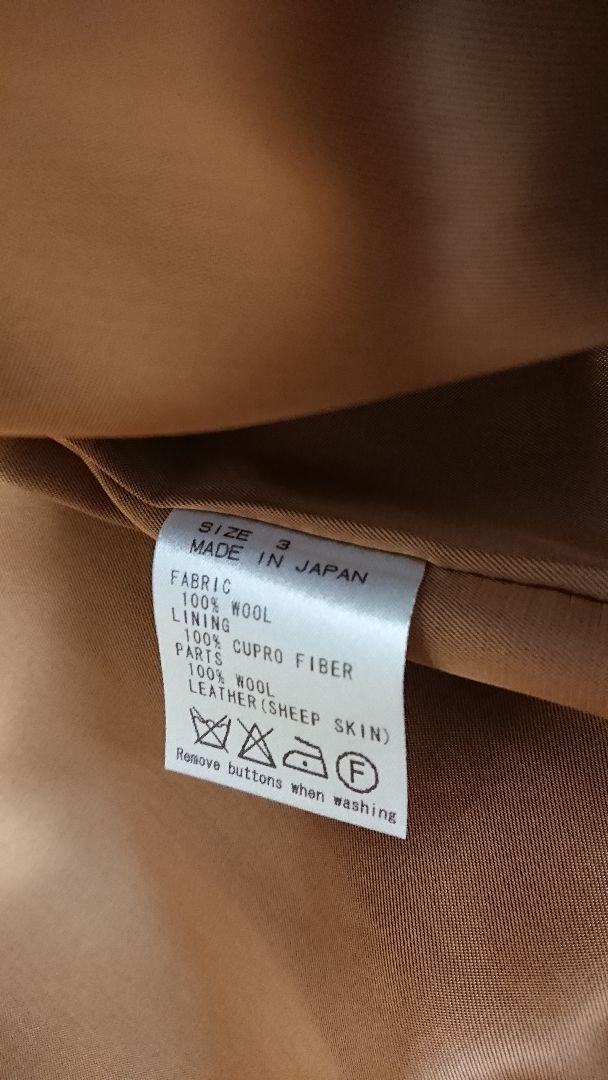 SIZE 3
MADE IN JAPAN
FABRIC
100% WOOL
LINING
100% CUPRO FIBER
PARTS
100% WOOL
LEATHER(SHEEP SKIN)
F
Remove buttons when washing